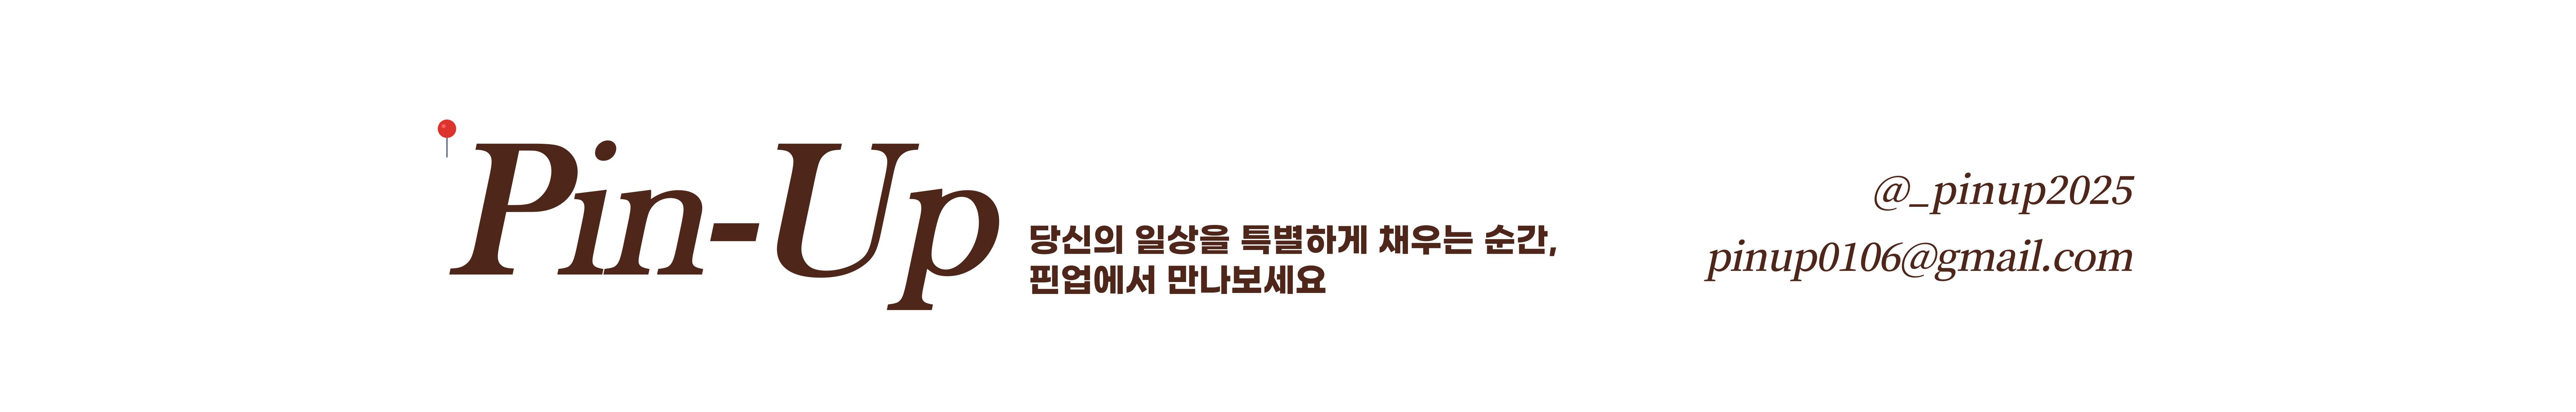 Pin-Up
당신의 일상을 특별하게 채우는 순간,
핀업에서 만나보세요
@_pinup2025
pinup0106@gmail.com